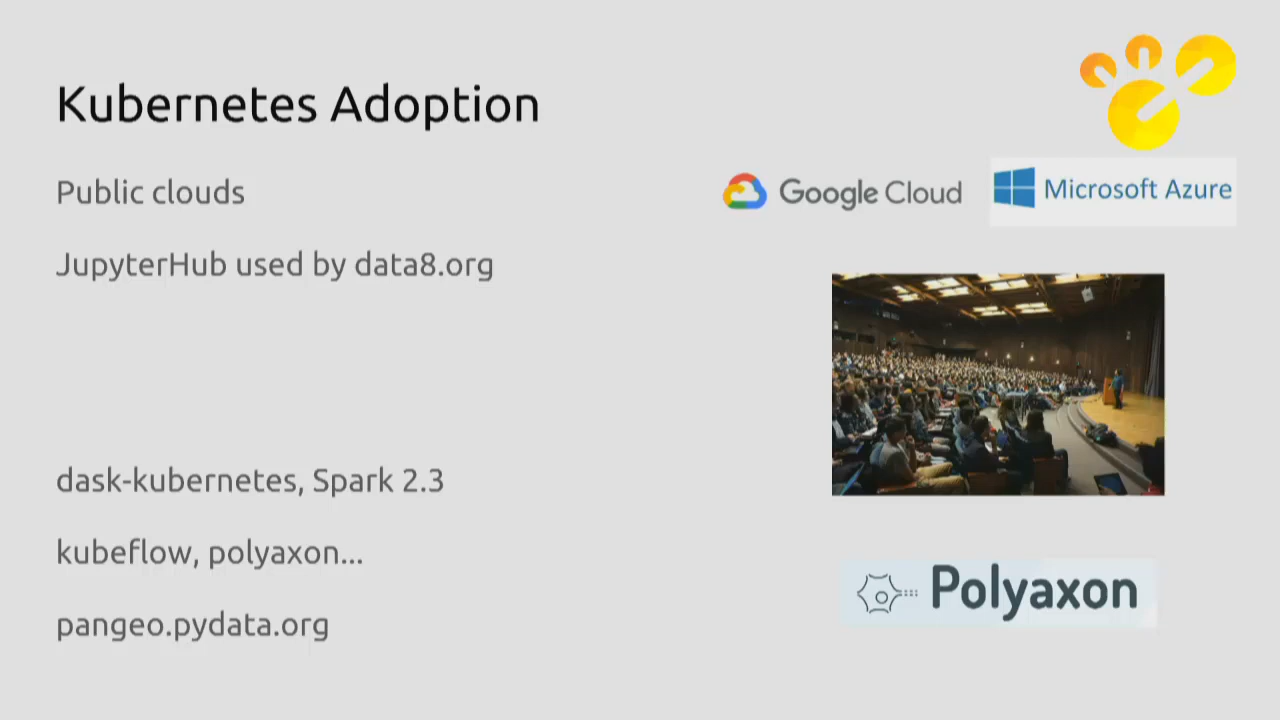 Kubernetes Adoption
Public clouds
Google Cloud
Microsoft Azure
JupyterHub used by data8.org
dask-kubernetes, Spark 2.3
kubeflow, polyaxon...
Polyaxon
pangeo.pydata.org